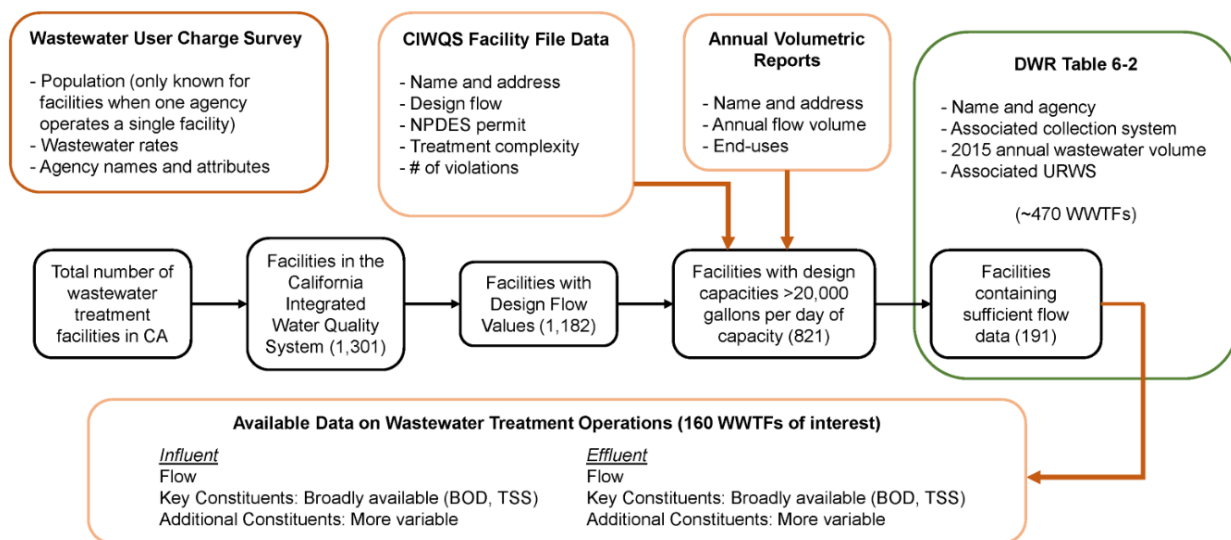 Wastewater User Charge Survey
- Population (only known for
facilities when one agency
operates a single facility)
- Wastewater rates
- Agency names and attributes
CIWQS Facility File Data
- Name and address
- Design flow
- NPDES permit
- Treatment complexity
- # of violations
Annual Volumetric
Reports
- Name and address
- Annual flow volume
- End-uses
DWR Table 6-2
- Name and agency
- Associated collection system
- 2015 annual wastewater volume
- Associated URWS
(~470 WWTFs)
Total number of
wastewater
treatment
facilities in CA
Facilities in the
California
Integrated
Water Quality
System (1,301)
Facilities with
Design Flow
Values (1,182)
Facilities with design
capacities >20,000
gallons per day of
capacity (821)
Facilities
containing
sufficient flow
data (191)
Available Data on Wastewater Treatment Operations (160 WWTFs of interest)
Influent
Flow
Key Constituents: Broadly available (BOD, TSS)
Additional Constituents: More variable
Effluent
Flow
Key Constituents: Broadly available (BOD, TSS)
Additional Constituents: More variable